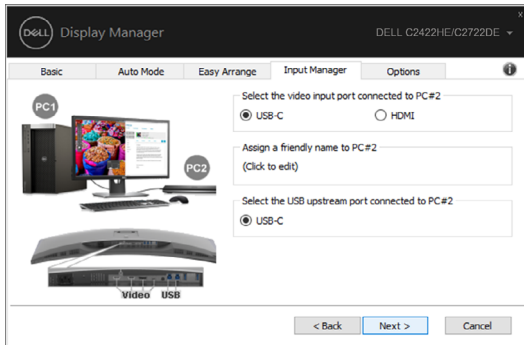 DELL Display Manager
DELL C2422HE/C2722DE
Basic Auto Mode Easy Arrange Input Manager Options
PC1
PC2
Video USB
Select the video input port connected to PC#2
USB-C HDMI
Assign a friendly name to PC#2
(Click to edit)
Select the USB upstream port connected to PC#2
USB-C
< Back Next > Cancel